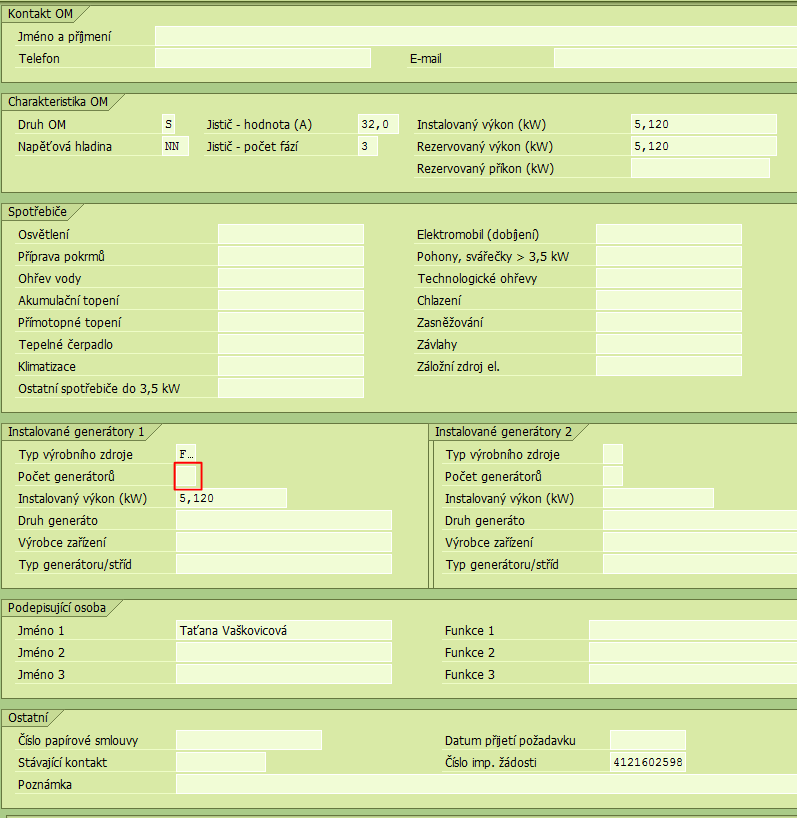 Kontakt OM
Jméno a příjmení
Telefon E-mail
Charakteristika OM
Druh OM S Jistič - hodnota (A) 32,0 Instalovaný výkon (kW) 5,120
Napěťová hladina NN Jistič - počet fází 3 Rezervovaný výkon (kW) 5,120
Rezervovaný příkon (kW)
Spotřebiče
Osvětlení Elektromobil (dobíjení)
Příprava pokrmů Pohony, svářečky > 3,5 kW
Ohřev vody Technologické ohřevy
Akumulační topení Chlazení
Přímotopné topení Zasněžování
Tepelné čerpadlo Závlahy
Klimatizace Záložní zdroj el.
Ostatní spotřebiče do 3,5 kW
Instalované generátory 1 Instalované generátory 2
Typ výrobního zdroje F… Typ výrobního zdroje
Počet generátorů Počet generátorů
Instalovaný výkon (kW) 5,120 Instalovaný výkon (kW)
Druh generáto Druh generáto
Výrobce zařízení Výrobce zařízení
Typ generátoru/stříd Typ generátoru/stříd
Podepisující osoba
Jméno 1 Taťana Vaškovicová Funkce 1
Jméno 2 Funkce 2
Jméno 3 Funkce 3
Ostatní
Číslo papírové smlouvy Datum přijetí požadavku
Stávající kontakt Číslo imp. žádosti 4121602598
Poznámka